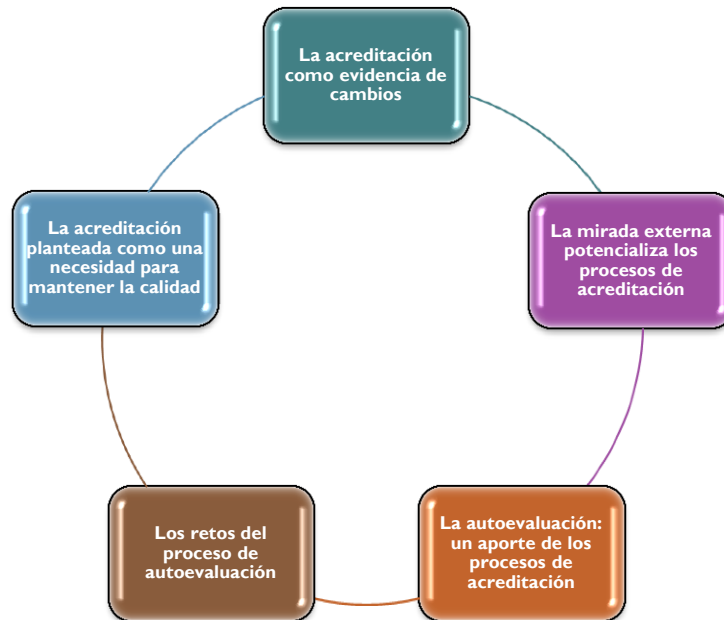 La acreditación
como evidencia de
cambios
La mirada externa
potencializa los
procesos de
acreditación
La autoevaluación:
un aporte de los
procesos de
acreditación
Los retos del
proceso de
autoevaluación
La acreditación
planteada como una
necesidad para
mantener la calidad